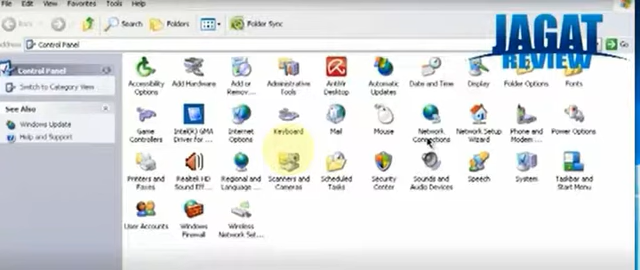 File Edit View Favorites Tools Help
Back
Search
Folders
Folder Sync
Address
Control Panel
Go
JAGAT
REVIEW
Control Panel
Switch to Category View
See Also
Windows Update
Help and Support
Accessibility
Options
Add Hardware
Add or
Remov...
Administrative
Tools
AntiVir
Desktop
Automatic
Updates
Date and Time
Display
Folder Options
Fonts
Game
Controllers
Intel(R) GMA
Driver for ...
Internet
Options
Keyboard
Mail
Mouse
Network
Connections
Network Setup
Wizard
Phone and
Modem ...
Power Options
Printers and
Faxes
Realtek HD
Sound Eff...
Regional and
Language ...
Scanners and
Cameras
Scheduled
Tasks
Security
Center
Sounds and
Audio Devices
Speech
System
Taskbar and
Start Menu
User Accounts
Windows
Firewall
Wireless
Network Set...